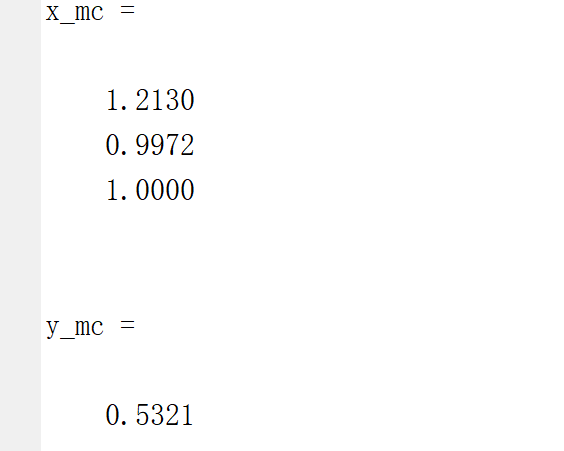 x_mc =
1.2130
0.9972
1.0000
y_mc =
0.5321